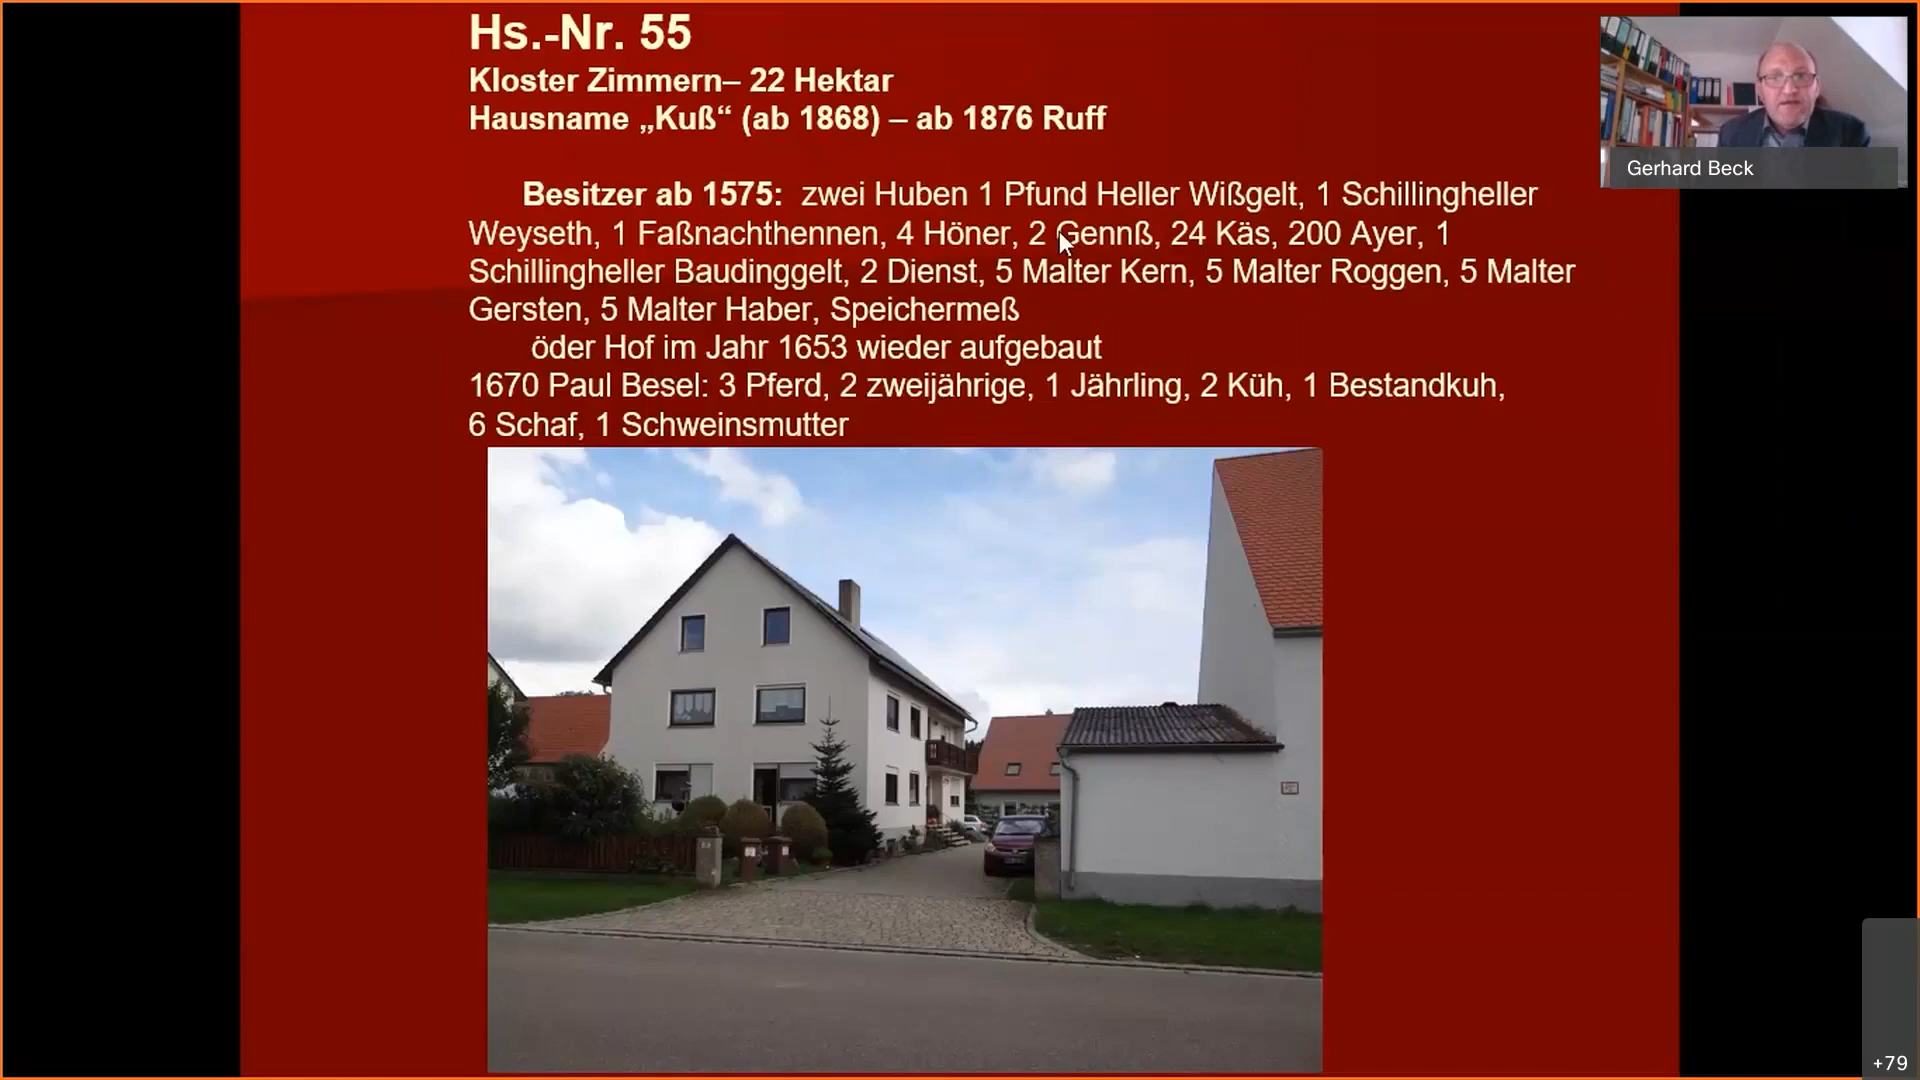 Hs.-Nr. 55
Kloster Zimmern– 22 Hektar
Hausname „Kuß“ (ab 1868) – ab 1876 Ruff
Besitzer ab 1575: zwei Huben 1 Pfund Heller Wißgelt, 1 Schillingheller
Weyseth, 1 Faßnachthennen, 4 Höner, 2 Gennß, 24 Käs, 200 Ayer, 1
Schillingheller Baudinggelt, 2 Dienst, 5 Malter Kern, 5 Malter Roggen, 5 Malter
Gersten, 5 Malter Haber, Speichermeß
öder Hof im Jahr 1653 wieder aufgebaut
1670 Paul Besel: 3 Pferd, 2 zweijährige, 1 Jährling, 2 Küh, 1 Bestandkuh,
6 Schaf, 1 Schweinsmutter
Gerhard Beck
+79